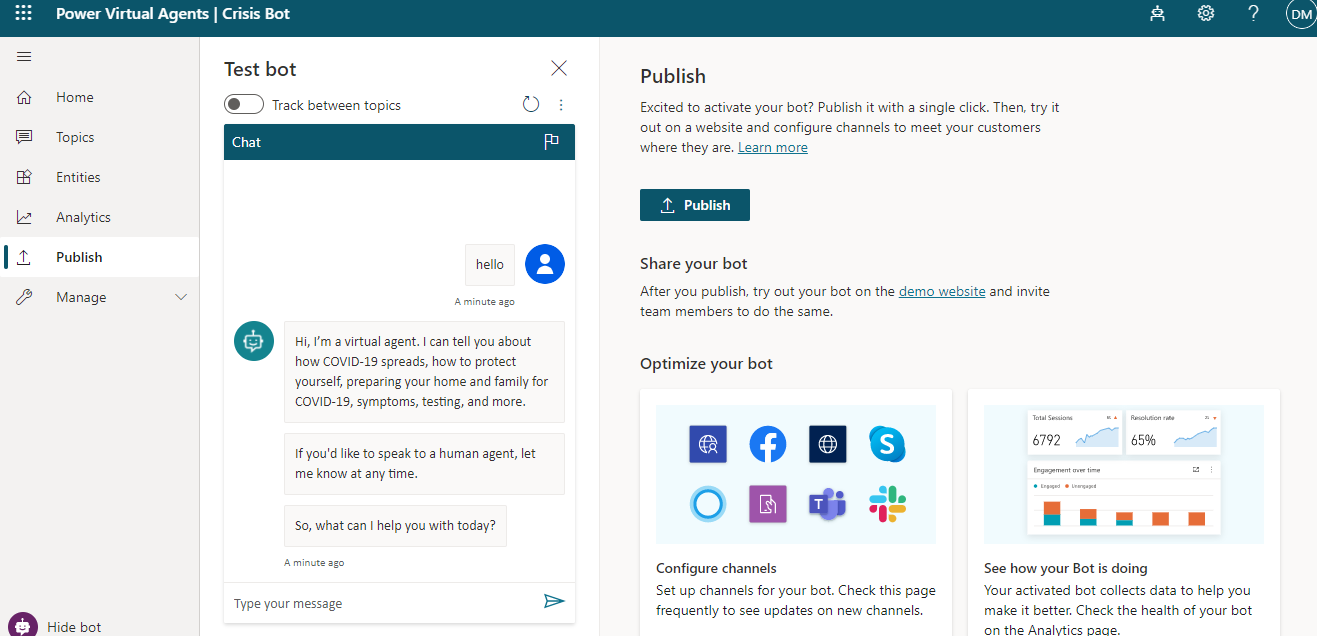 Power Virtual Agents | Crisis Bot
DM
Home
Topics
Entities
Analytics
Publish
Manage
Hide bot
Test bot
Track between topics
Chat
hello
A minute ago
Hi, I'm a virtual agent. I can tell you about
how COVID-19 spreads, how to protect
yourself, preparing your home and family for
COVID-19, symptoms, testing, and more.
If you'd like to speak to a human agent, let
me know at any time.
So, what can I help you with today?
A minute ago
Type your message
Publish
Excited to activate your bot? Publish it with a single click. Then, try it
out on a website and configure channels to meet your customers
where they are. Learn more
Publish
Share your bot
After you publish, try out your bot on the demo website and invite
team members to do the same.
Optimize your bot
S
T
Configure channels
Set up channels for your bot. Check this page
frequently to see updates on new channels.
Total Sessions
6792
Resolution rate
65%
Engagement over time
Engaged
Unengaged
See how your Bot is doing
Your activated bot collects data to help you
make it better. Check the health of your bot
on the Analytics page.